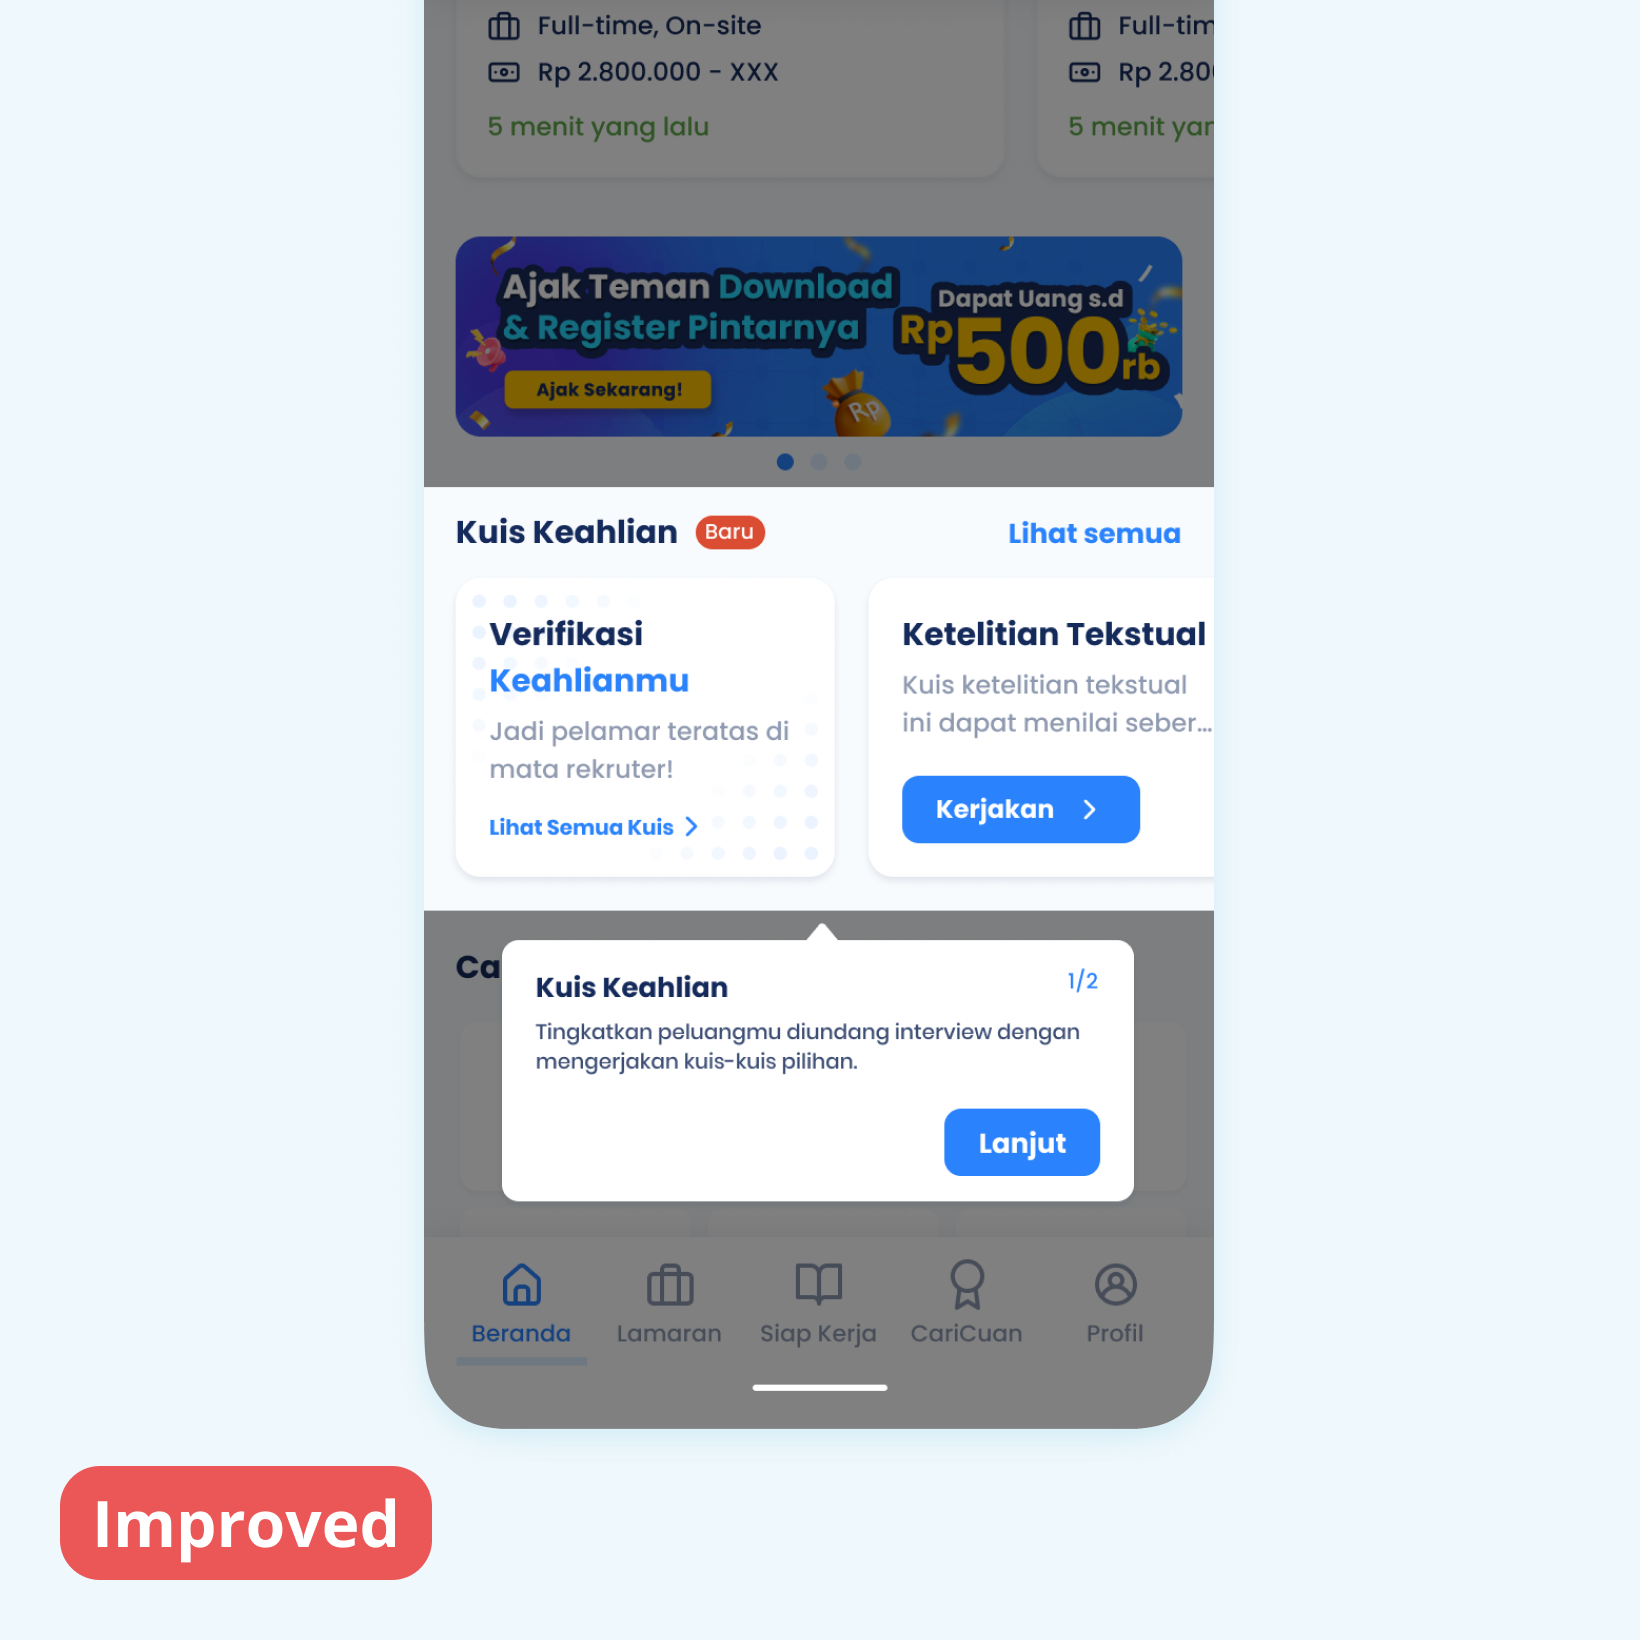 Full-time, On-site
Rp 2.800.000 - XXX
5 menit yang lalu
Full-tim
Rp 2.80
5 menit yan
Ajak Teman Download
& Register Pintarnya
Ajak Sekarang!
Dapat Uang s.d
Rp500rb
Rp
Kuis Keahlian
Baru
Lihat semua
Verifikasi
Keahlianmu
Jadi pelamar teratas di
mata rekruter!
Lihat Semua Kuis
Ketelitian Tekstual
Kuis ketelitian tekstual
ini dapat menilai seber...
Kerjakan
Ca
Kuis Keahlian
1/2
Tingkatkan peluangmu diundang interview dengan
mengerjakan kuis-kuis pilihan.
Lanjut
Beranda
Lamaran
Siap Kerja
CariCuan
Profil
Improved